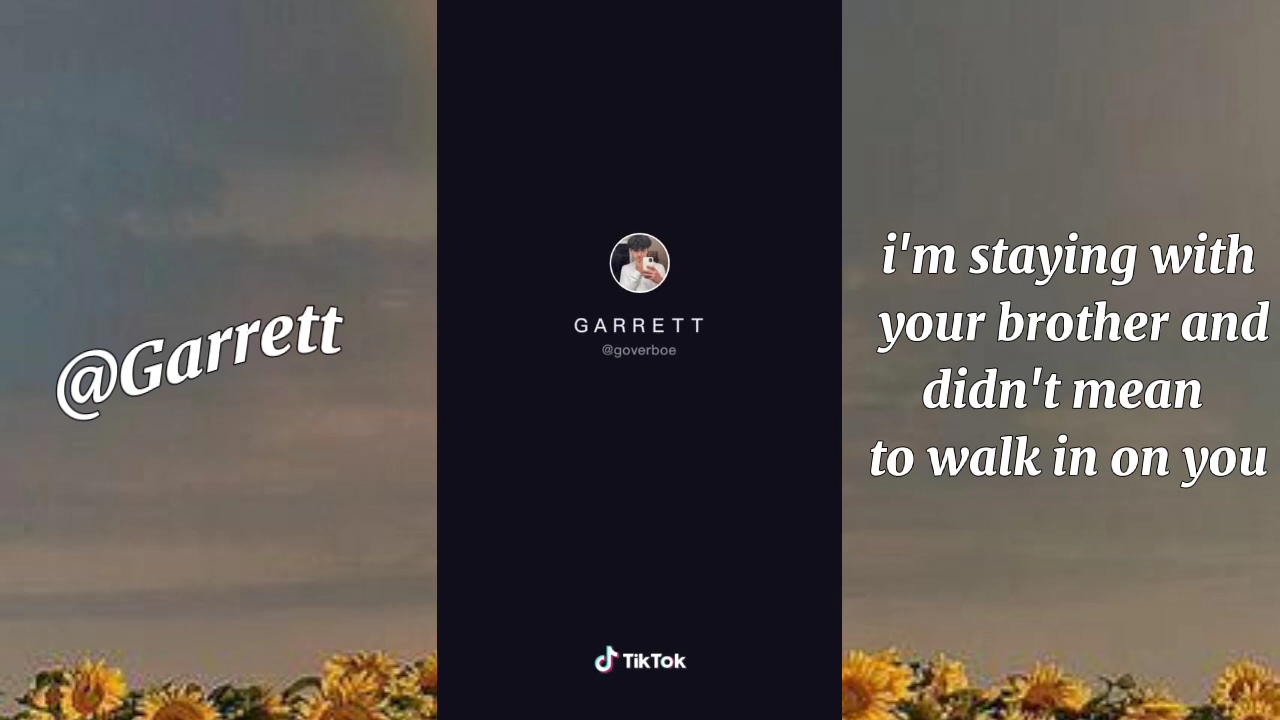 @Garrett
GARRETT
@goverboe
TikTok
i'm staying with
your brother and
didn't mean
to walk in on you